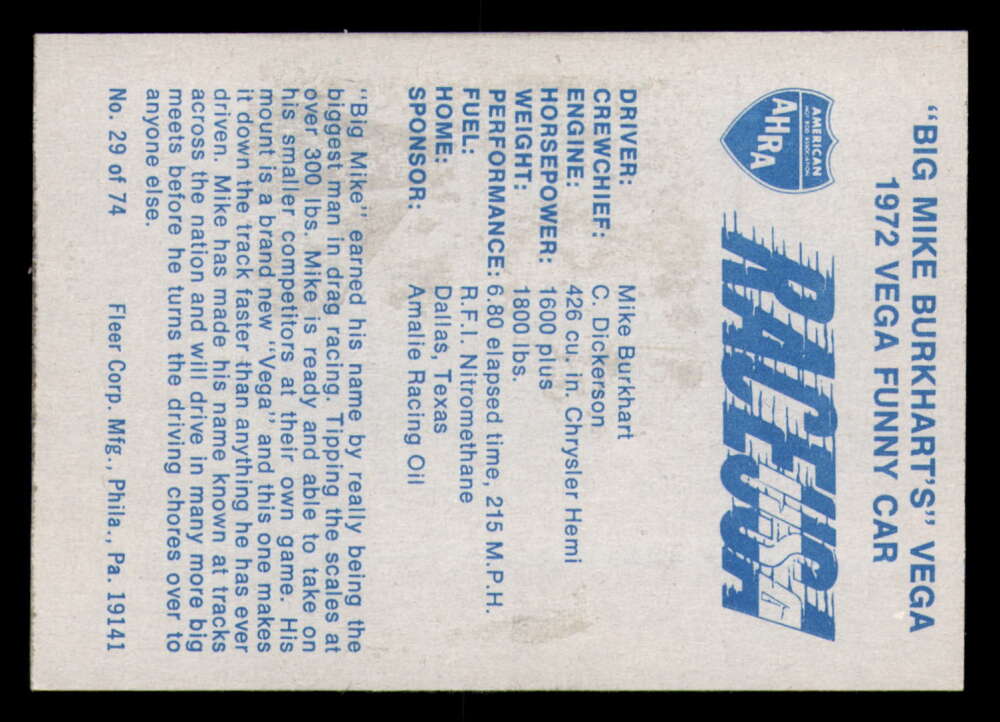 "BIG MIKE BURKHART'S" VEGA
1972 VEGA FUNNY CAR
AMERICAN
HOT ROD ASSOCIATION
AHRA
RACE
USA
DRIVER: Mike Burkhart
CREWCHIEF: C. Dickerson
ENGINE: 426 cu. in. Chrysler Hemi
HORSEPOWER: 1600 plus
WEIGHT: 1800 lbs.
PERFORMANCE: 6.80 elapsed time, 215 M.P.H.
FUEL: R.F.I. Nitromethane
HOME: Dallas, Texas
SPONSOR: Amalie Racing Oil
"Big Mike" earned his name by really being the
biggest man in drag racing. Tipping the scales at
over 300 lbs. Mike is ready and able to take on
his smaller competitors at their own game. His
mount is a brand new "Vega" and this one makes
it down the track faster than anything he has ever
driven. Mike has made his name known at tracks
across the nation and will drive in many more big
meets before he turns the driving chores over to
anyone else.
No. 29 of 74 Fleer Corp. Mfg., Phila., Pa. 19141